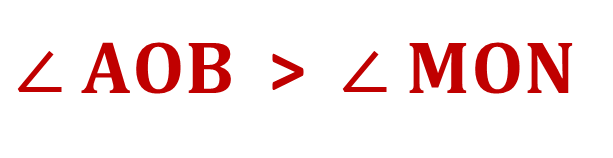 ∠ AOB > ∠ MON